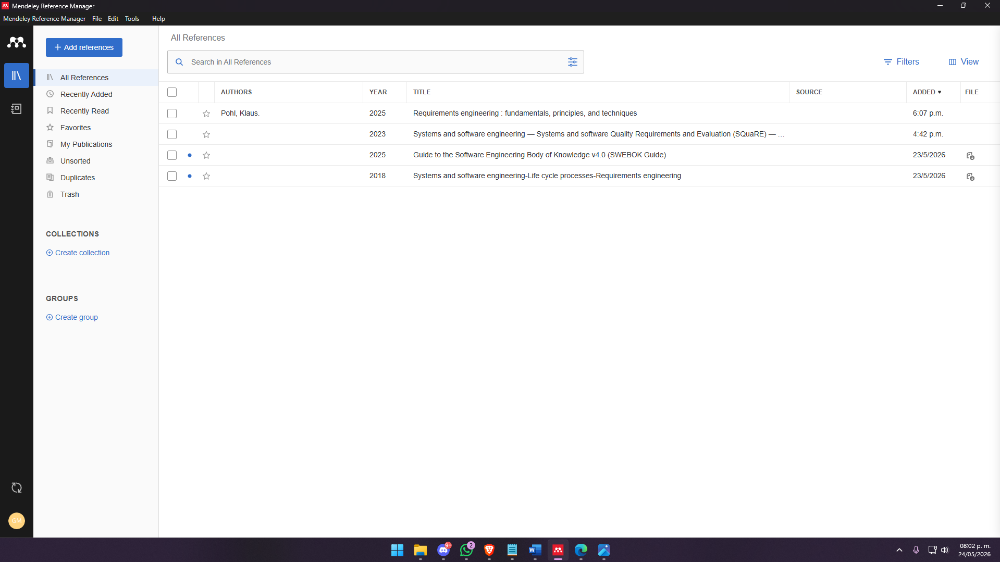 Mendeley Reference Manager
Mendeley Reference Manager File Edit Tools Help
Add references
All References
Recently Added
Recently Read
Favorites
My Publications
Unsorted
Duplicates
Trash
COLLECTIONS
Create collection
GROUPS
Create group
GM
All References
Search in All References
Filters
View
AUTHORS YEAR TITLE SOURCE ADDED FILE
Pohl, Klaus. 2025 Requirements engineering : fundamentals, principles, and techniques 6:07 p.m.
2023 Systems and software engineering — Systems and software Quality Requirements and Evaluation (SQuaRE) — ... 4:42 p.m.
2025 Guide to the Software Engineering Body of Knowledge v4.0 (SWEBOK Guide) 23/5/2026
2018 Systems and software engineering-Life cycle processes-Requirements engineering 23/5/2026
9+
2
W
08:02 p. m.
24/05/2026